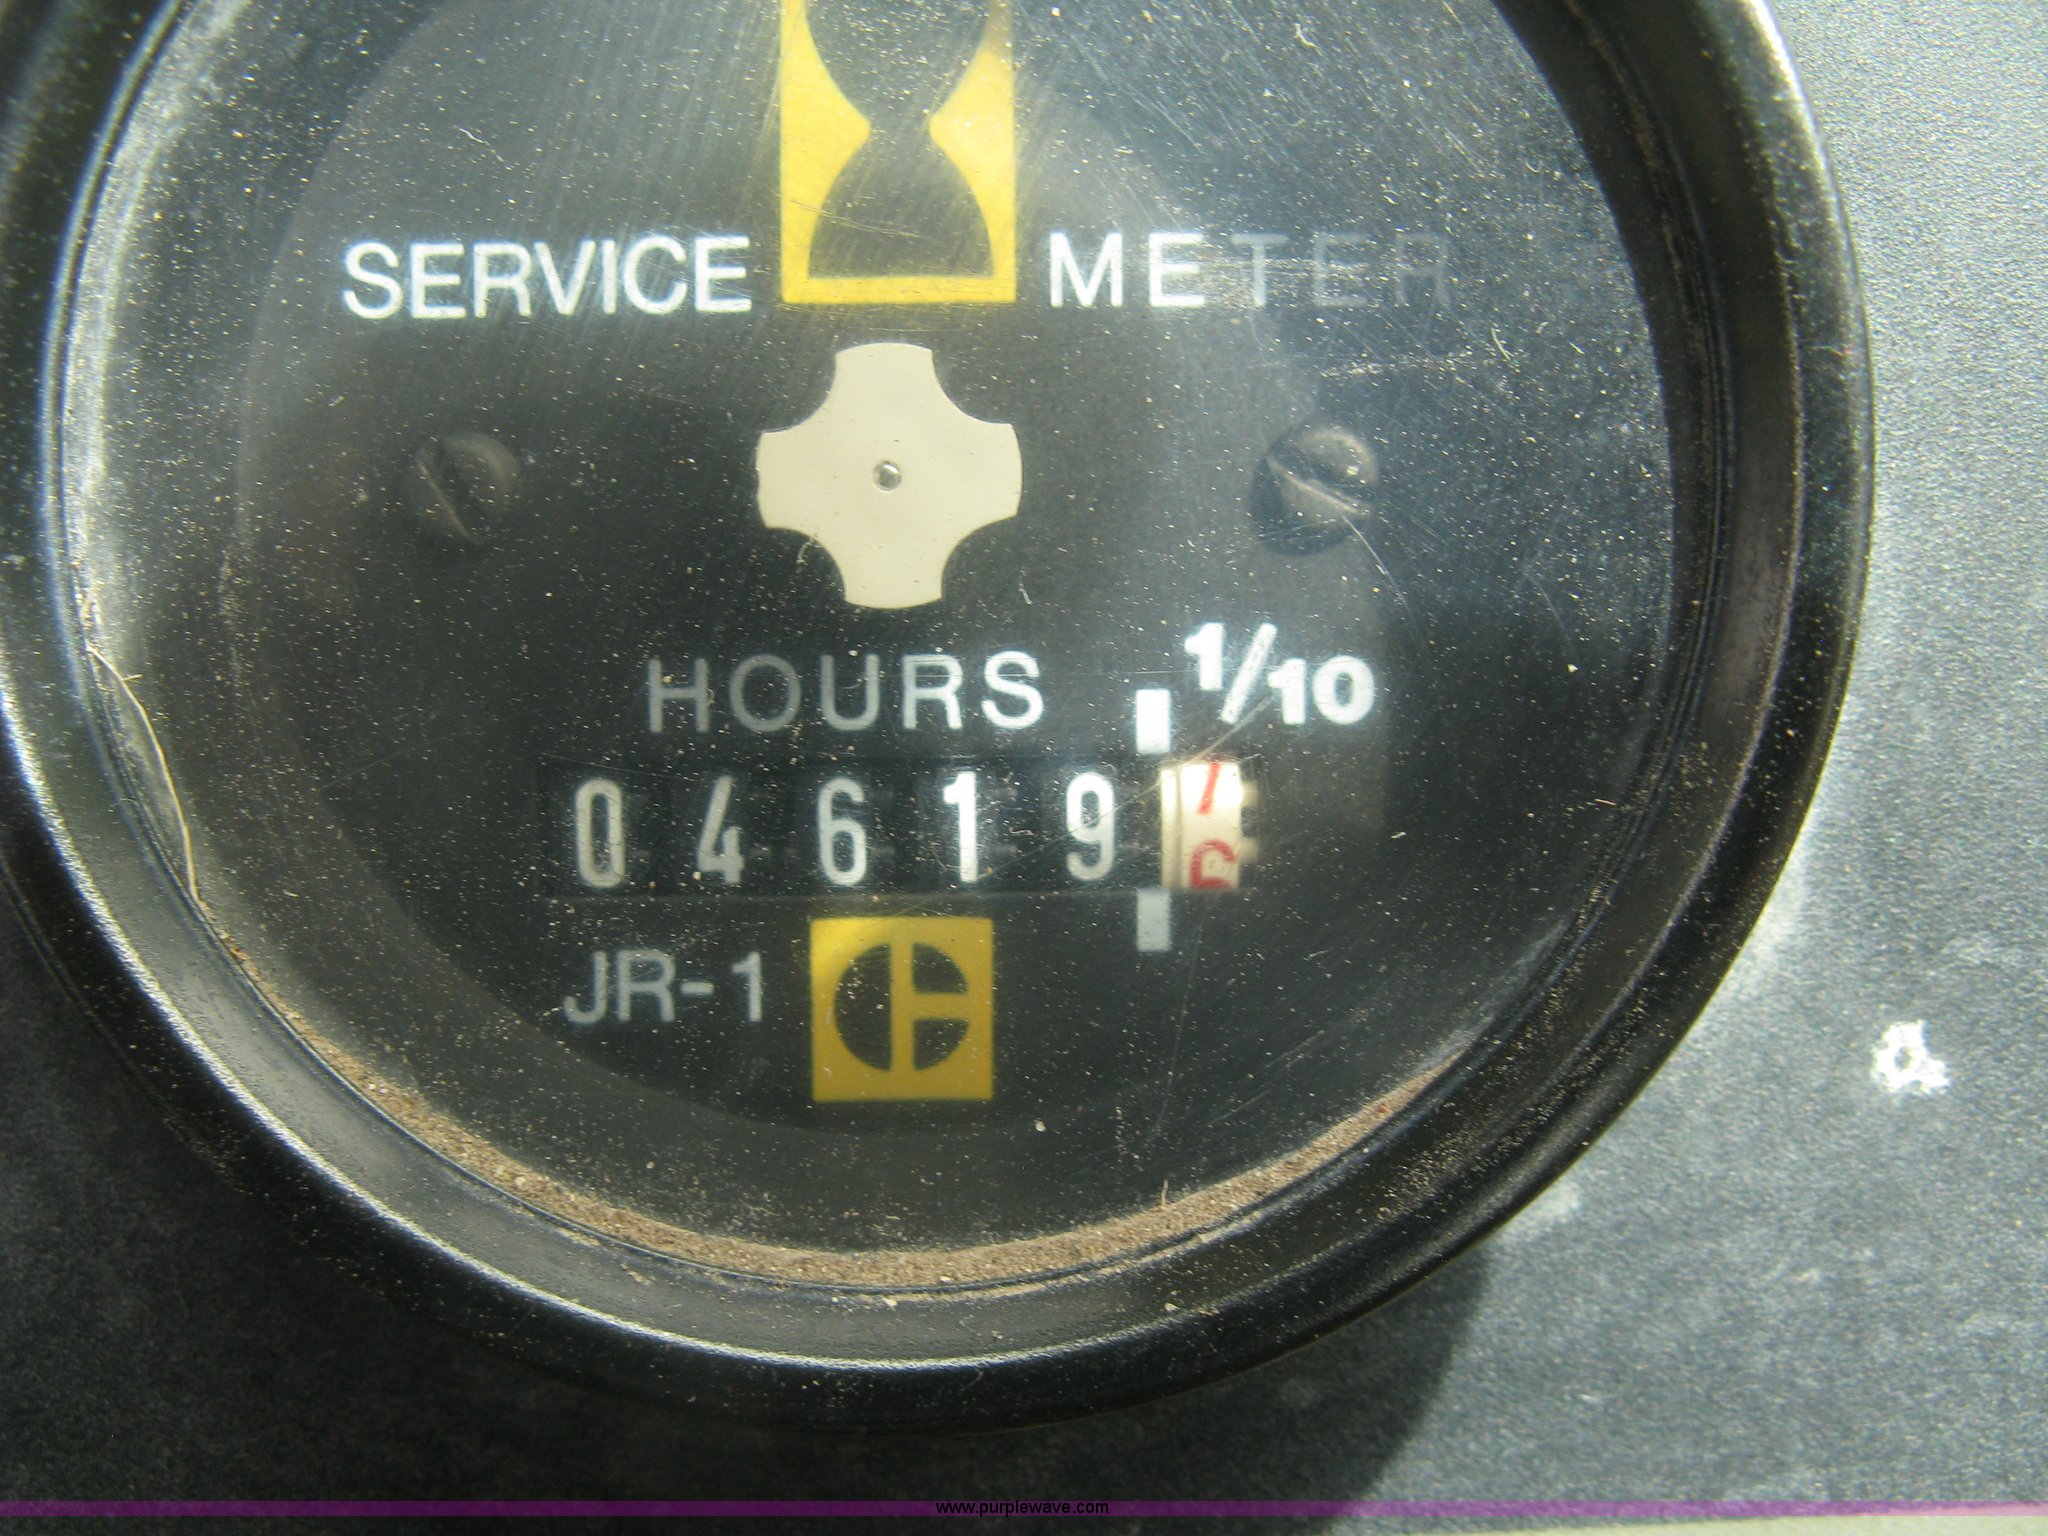 SERVICE METER
HOURS 1/10
04619
JR-1
www.purplewave.com